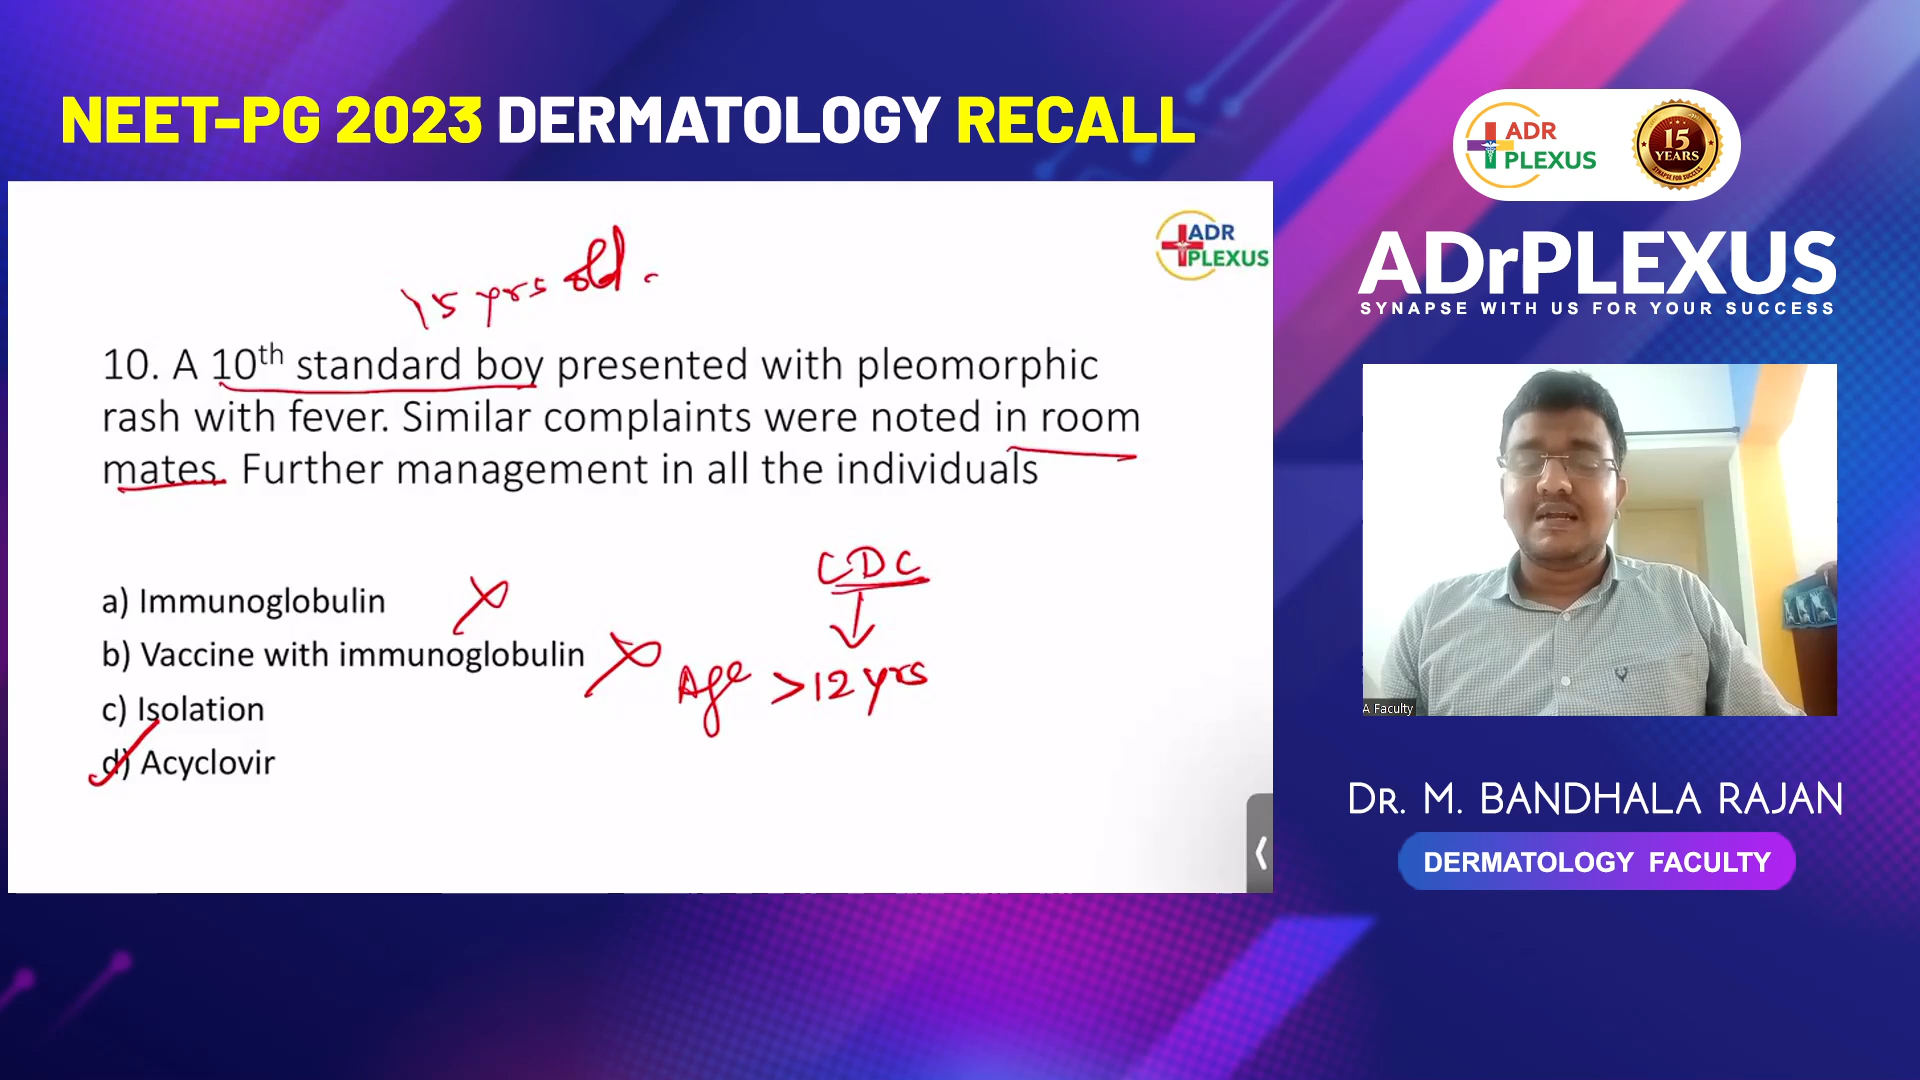 NEET-PG 2023 DERMATOLOGY RECALL
ADR
PLEXUS
15
YEARS
SYNAPSE FOR SUCCESS
ADrPLEXUS
SYNAPSE WITH US FOR YOUR SUCCESS
ADR
PLEXUS
15 yrs old.
10. A 10th standard boy presented with pleomorphic
rash with fever. Similar complaints were noted in room
mates. Further management in all the individuals
a) Immunoglobulin
b) Vaccine with immunoglobulin
c) Isolation
d) Acyclovir
CDC
Age >12 yrs
A Faculty
DR. M. BANDHALA RAJAN
DERMATOLOGY FACULTY